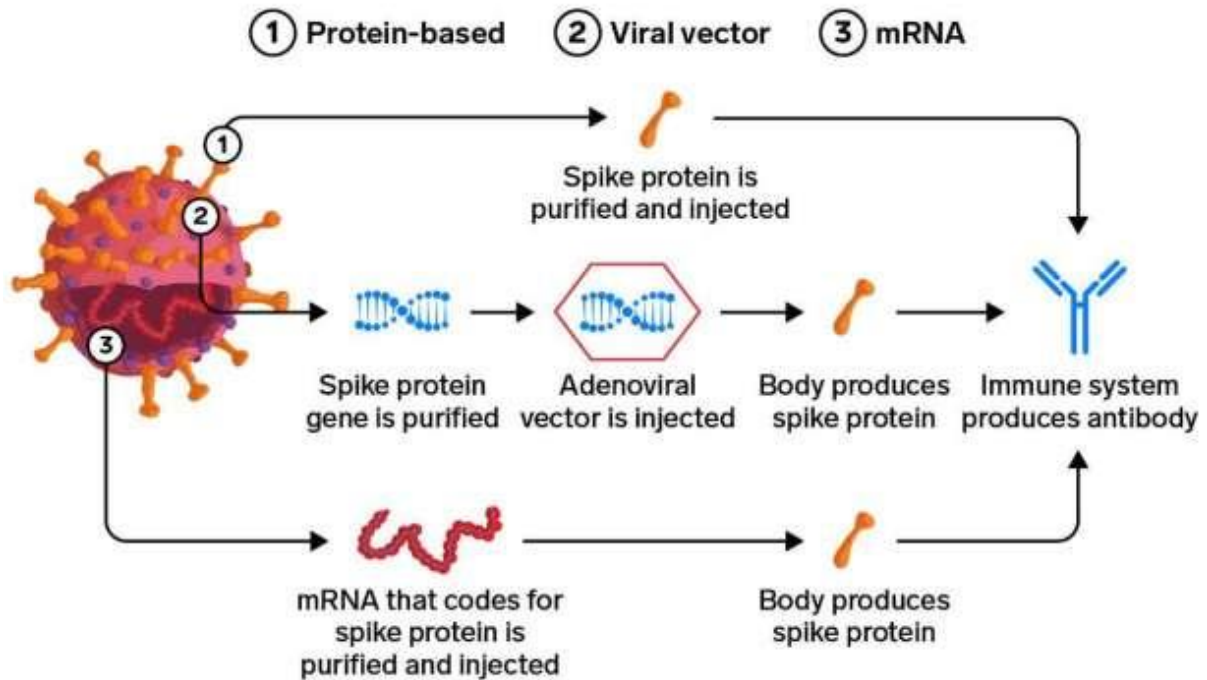 1 Protein-based 2 Viral vector 3 mRNA
1
Spike protein is
purified and injected
2
Spike protein
gene is purified
Adenoviral
vector is injected
Body produces
spike protein
Immune system
produces antibody
3
mRNA that codes for
spike protein is
purified and injected
Body produces
spike protein